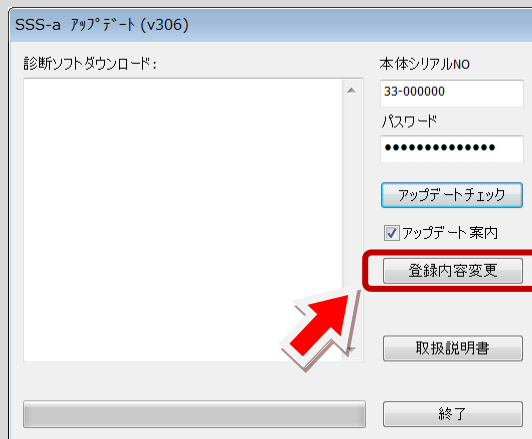 SSS-a ｱｯﾌﾟﾃﾞｰﾄ (v306)
診断ソフトダウンロード:
本体シリアルNO
33-000000
パスワード
●●●●●●●●●●●●●●
アップデートチェック
アップデート案内
登録内容変更
取扱説明書
終了